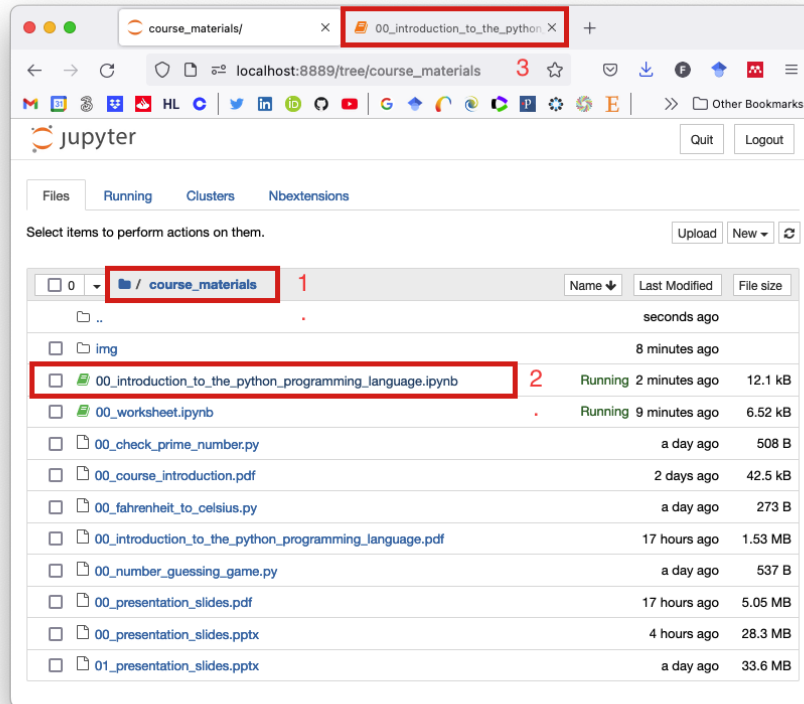 course_materials/ × 00_introduction_to_the_python_ × +
localhost:8889/tree/course_materials 3
HL G P E Other Bookmarks
jupyter Quit Logout
Files Running Clusters Nbextensions
Select items to perform actions on them. Upload New
0 / course_materials 1 Name Last Modified File size
.. seconds ago
img 8 minutes ago
00_introduction_to_the_python_programming_language.ipynb 2 Running 2 minutes ago 12.1 kB
00_worksheet.ipynb Running 9 minutes ago 6.52 kB
00_check_prime_number.py a day ago 508 B
00_course_introduction.pdf 2 days ago 42.5 kB
00_fahrenheit_to_celsius.py a day ago 273 B
00_introduction_to_the_python_programming_language.pdf 17 hours ago 1.53 MB
00_number_guessing_game.py a day ago 537 B
00_presentation_slides.pdf 17 hours ago 5.05 MB
00_presentation_slides.pptx 4 hours ago 28.3 MB
01_presentation_slides.pptx a day ago 33.6 MB